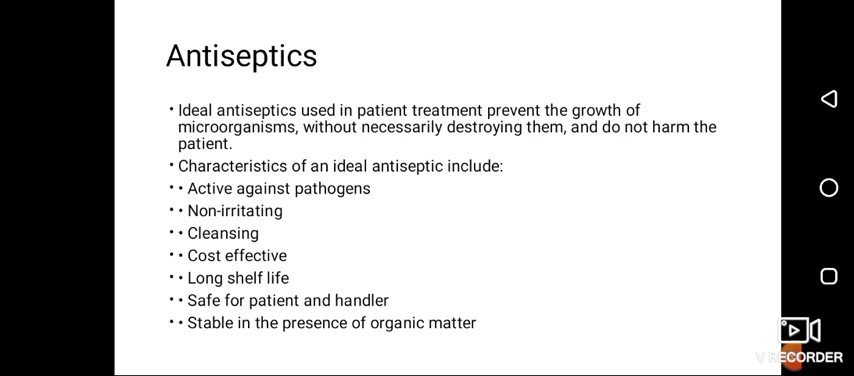 Antiseptics
• Ideal antiseptics used in patient treatment prevent the growth of
microorganisms, without necessarily destroying them, and do not harm the
patient.
• Characteristics of an ideal antiseptic include:
• • Active against pathogens
• • Non-irritating
• • Cleansing
• • Cost effective
• • Long shelf life
• • Safe for patient and handler
• • Stable in the presence of organic matter
V RECORDER